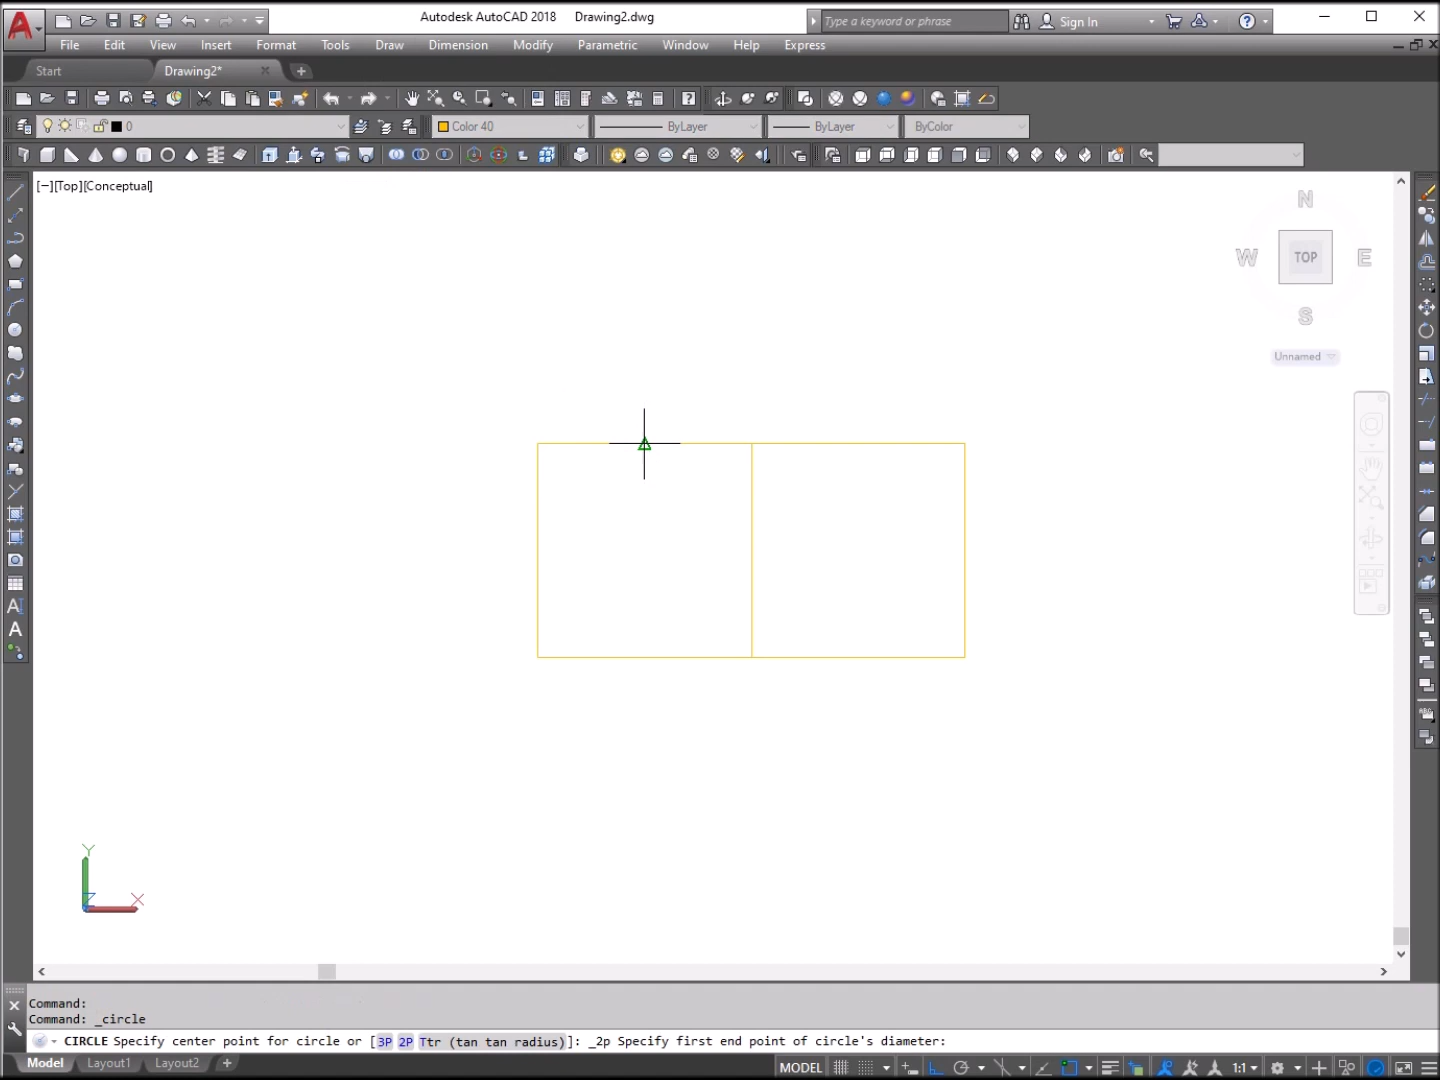 Autodesk AutoCAD 2018 Drawing2.dwg
Type a keyword or phrase
Sign In
File Edit View Insert Format Tools Draw Dimension Modify Parametric Window Help Express
Start Drawing2*
0 Color 40 ByLayer ByLayer ByColor
[−][Top][Conceptual]
N
W TOP E
S
Unnamed
Y
Z X
Command:
Command: _circle
CIRCLE Specify center point for circle or [3P 2P Ttr (tan tan radius)]: _2p Specify first end point of circle's diameter:
Model Layout1 Layout2 +
MODEL 1:1